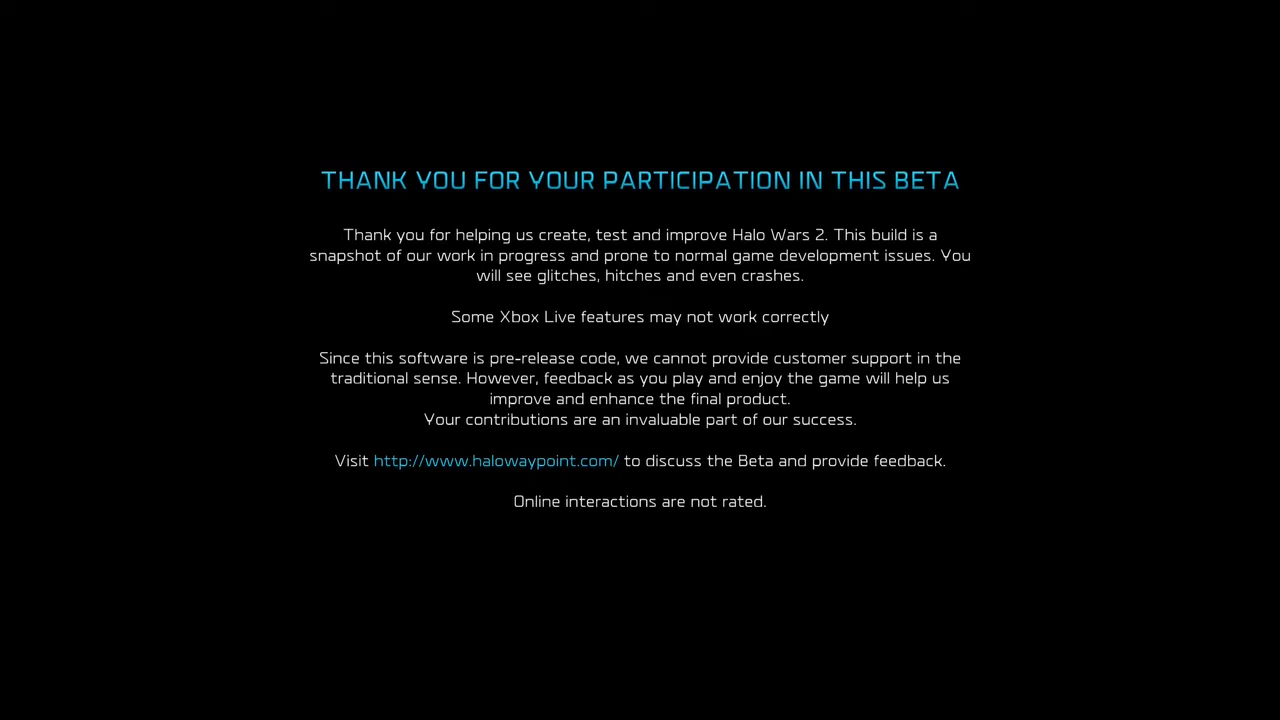 THANK YOU FOR YOUR PARTICIPATION IN THIS BETA
Thank you for helping us create, test and improve Halo Wars 2. This build is a
snapshot of our work in progress and prone to normal game development issues. You
will see glitches, hitches and even crashes.
Some Xbox Live features may not work correctly
Since this software is pre-release code, we cannot provide customer support in the
traditional sense. However, feedback as you play and enjoy the game will help us
improve and enhance the final product.
Your contributions are an invaluable part of our success.
Visit http://www.halowaypoint.com/ to discuss the Beta and provide feedback.
Online interactions are not rated.